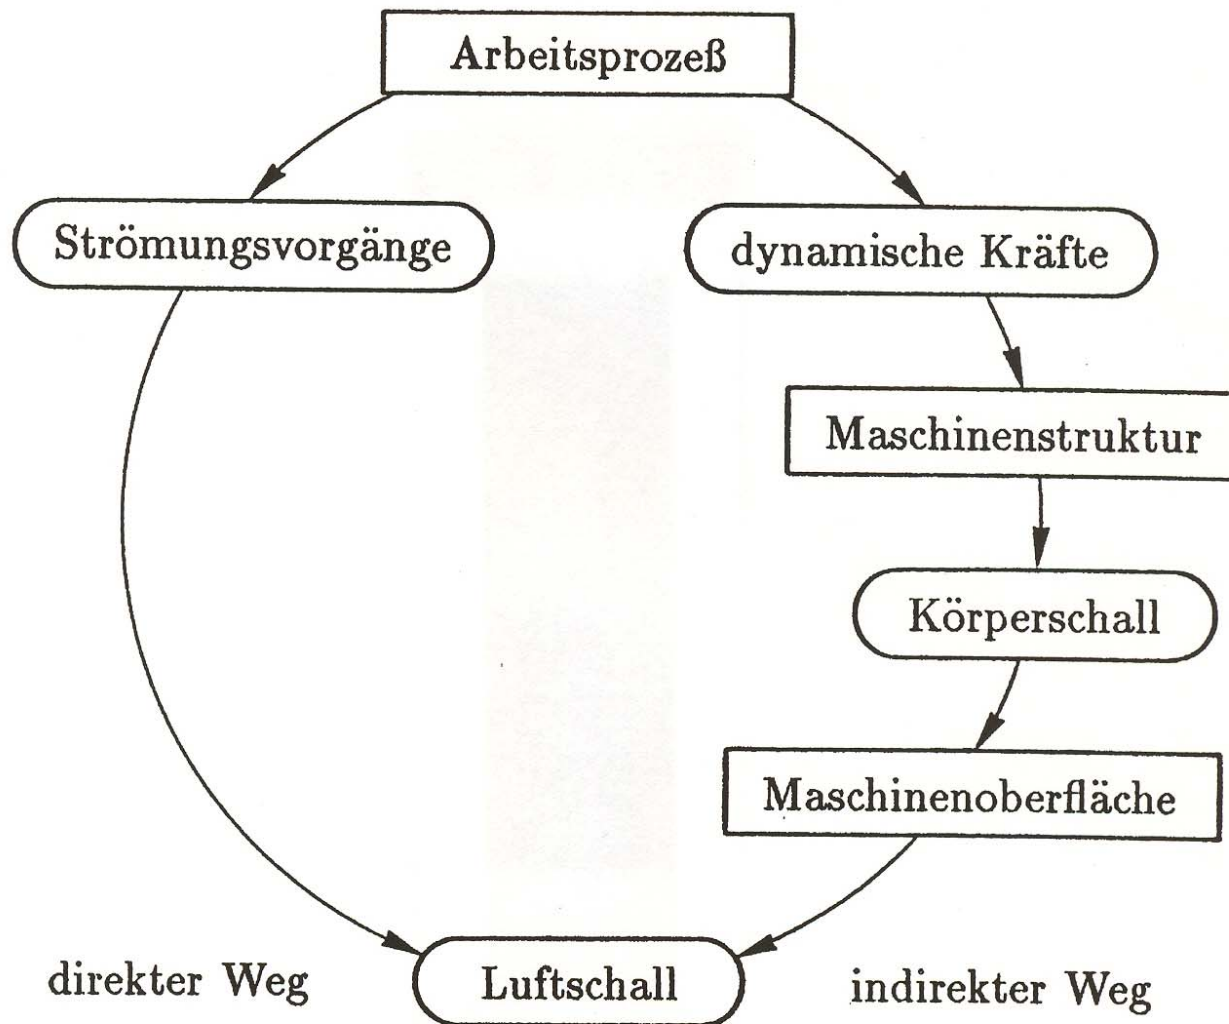 Arbeitsprozeß
Strömungsvorgänge
dynamische Kräfte
Maschinenstruktur
Körperschall
Maschinenoberfläche
direkter Weg
Luftschall
indirekter Weg